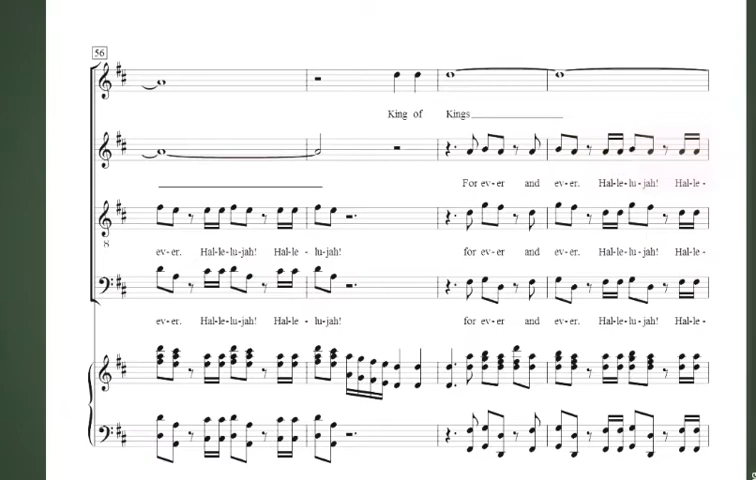 56
King of Kings
For ev-er and ev-er. Hal-le-lu-jah! Hal-le-
8
ev-er. Hal-le-lu-jah! Hal-le-lu-jah! for ev-er and ev-er. Hal-le-lu-jah! Hal-le-
ev-er. Hal-le-lu-jah! Hal-le-lu-jah! for ev-er and ev-er. Hal-le-lu-jah! Hal-le-